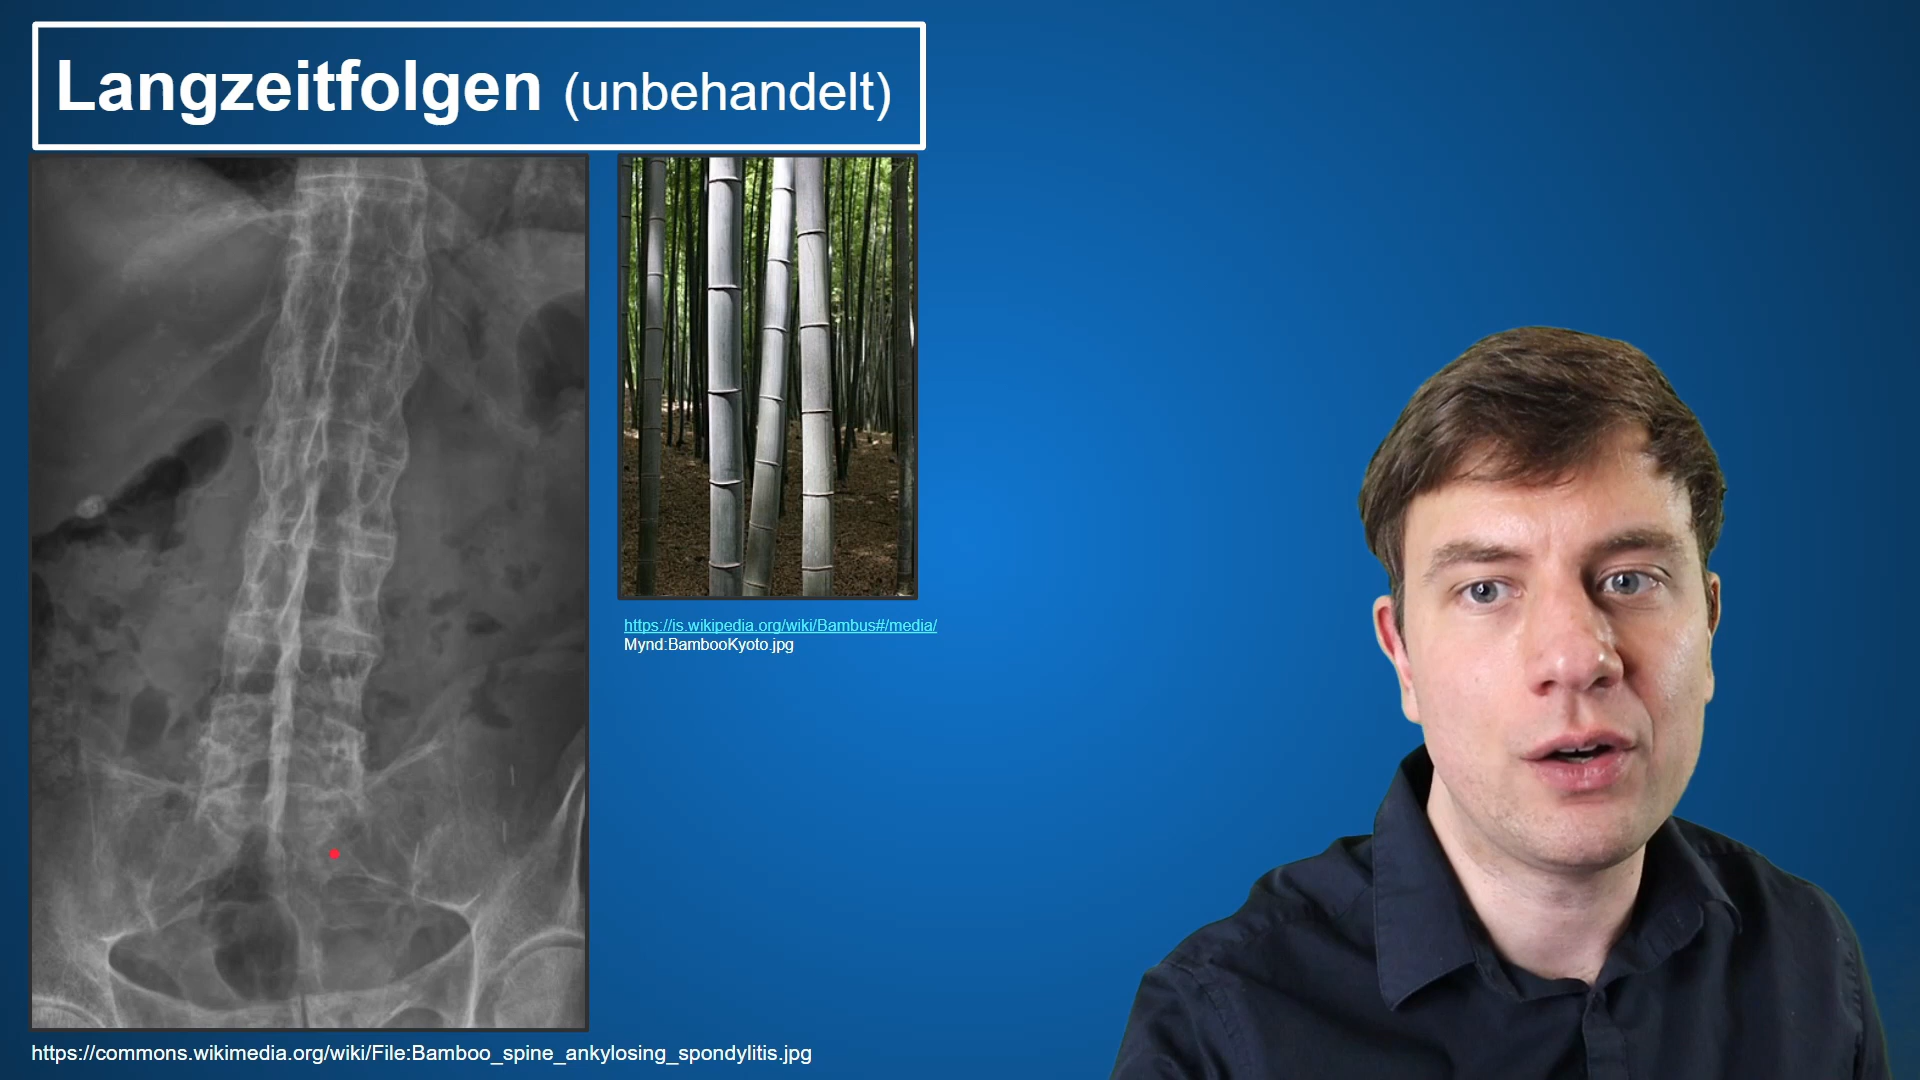 Langzeitfolgen (unbehandelt)
https://is.wikipedia.org/wiki/Bambus#/media/
Mynd:BambooKyoto.jpg
https://commons.wikimedia.org/wiki/File:Bamboo_spine_ankylosing_spondylitis.jpg